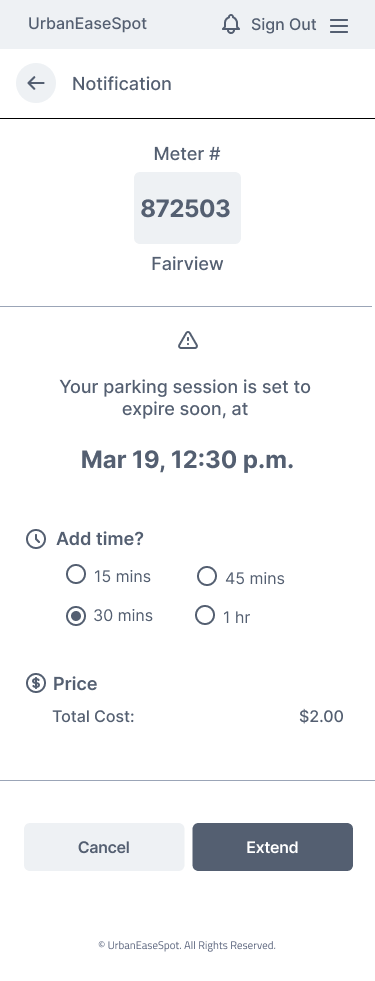 UrbanEaseSpot
Sign Out
Notification
Meter #
872503
Fairview
Your parking session is set to
expire soon, at
Mar 19, 12:30 p.m.
Add time?
15 mins
45 mins
30 mins
1 hr
Price
Total Cost:
$2.00
Cancel
Extend
© UrbanEaseSpot. All Rights Reserved.